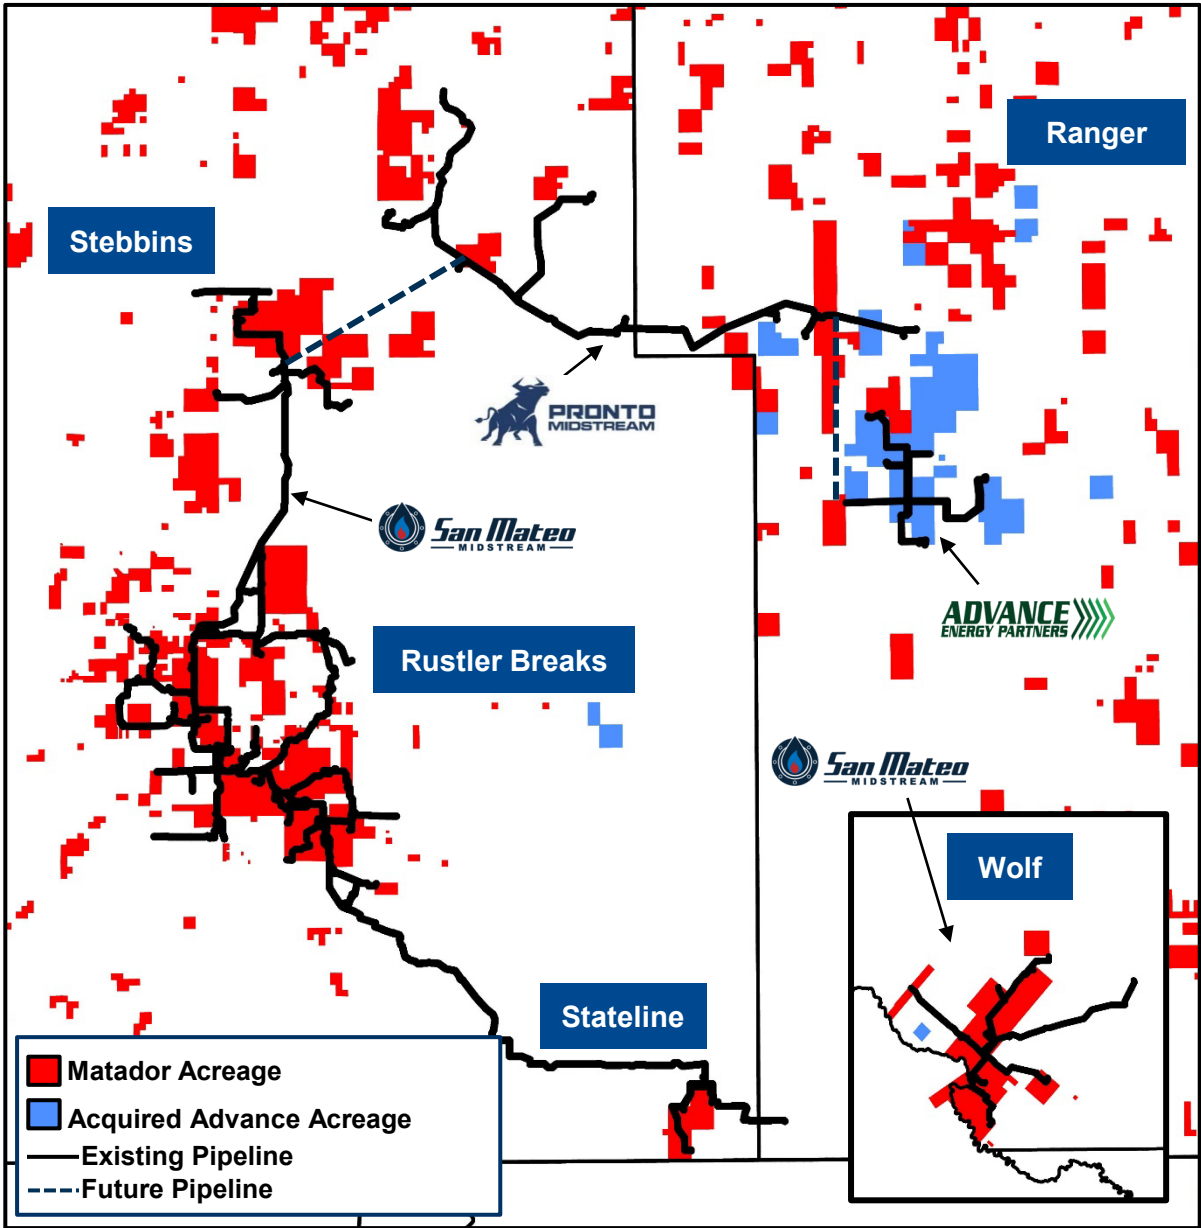 Ranger
Stebbins
PRONTO
MIDSTREAM
San Mateo
MIDSTREAM
ADVANCE
ENERGY PARTNERS
Rustler Breaks
San Mateo
MIDSTREAM
Wolf
Stateline
Matador Acreage
Acquired Advance Acreage
Existing Pipeline
Future Pipeline